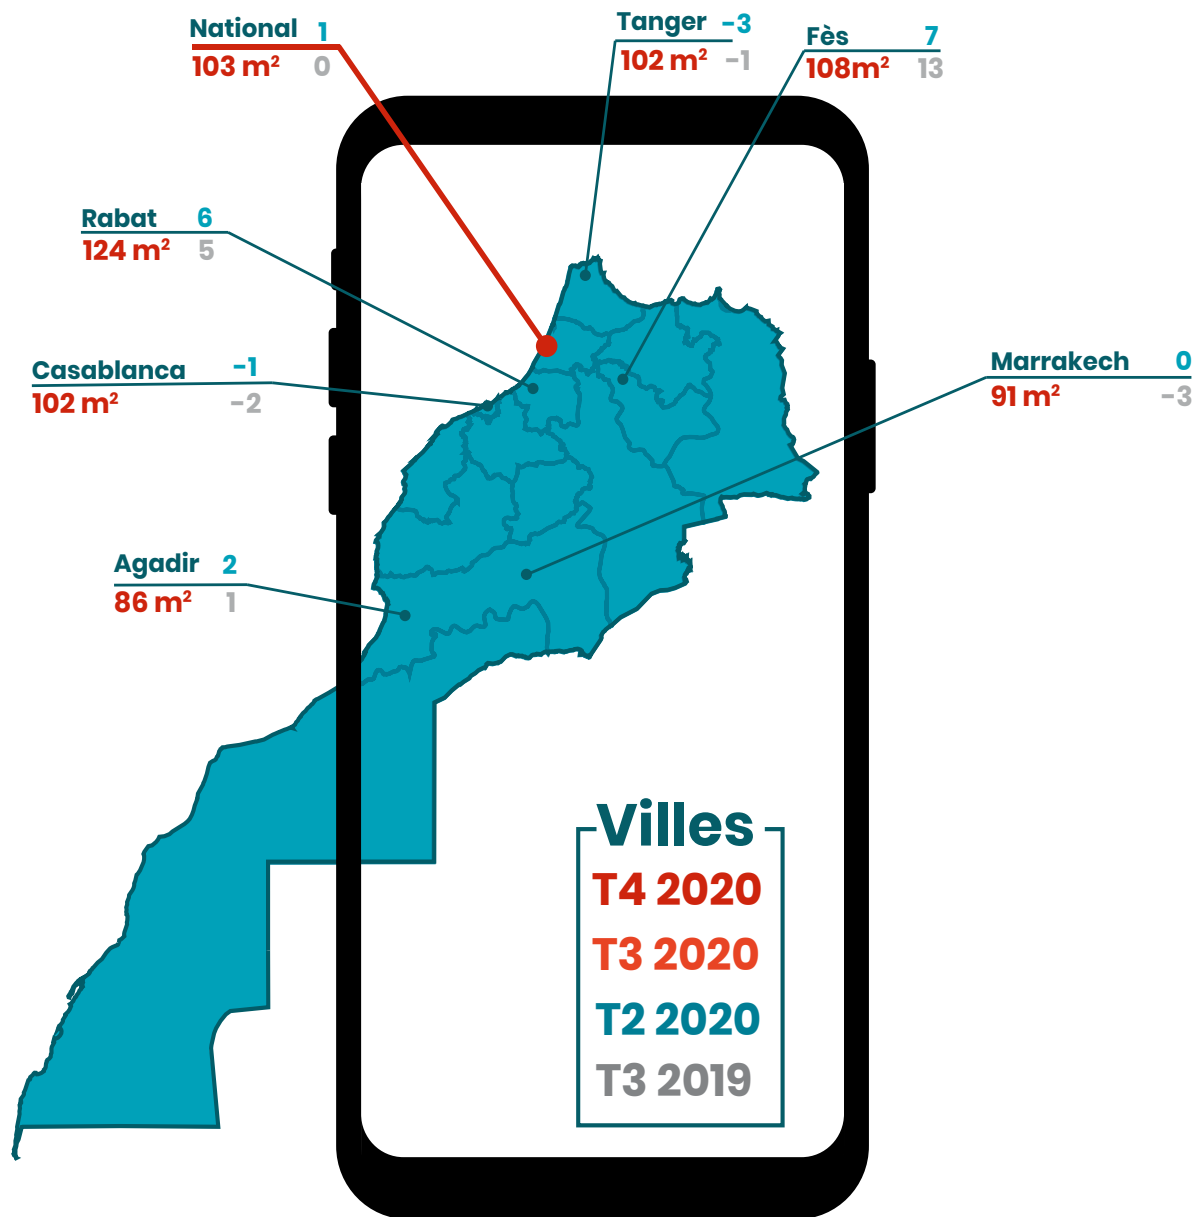 National 1
103 m² 0
Tanger -3
102 m² -1
Fès 7
108m² 13
Rabat 6
124 m² 5
Casablanca -1
102 m² -2
Marrakech 0
91 m² -3
Agadir 2
86 m² 1
Villes
T4 2020
T3 2020
T2 2020
T3 2019